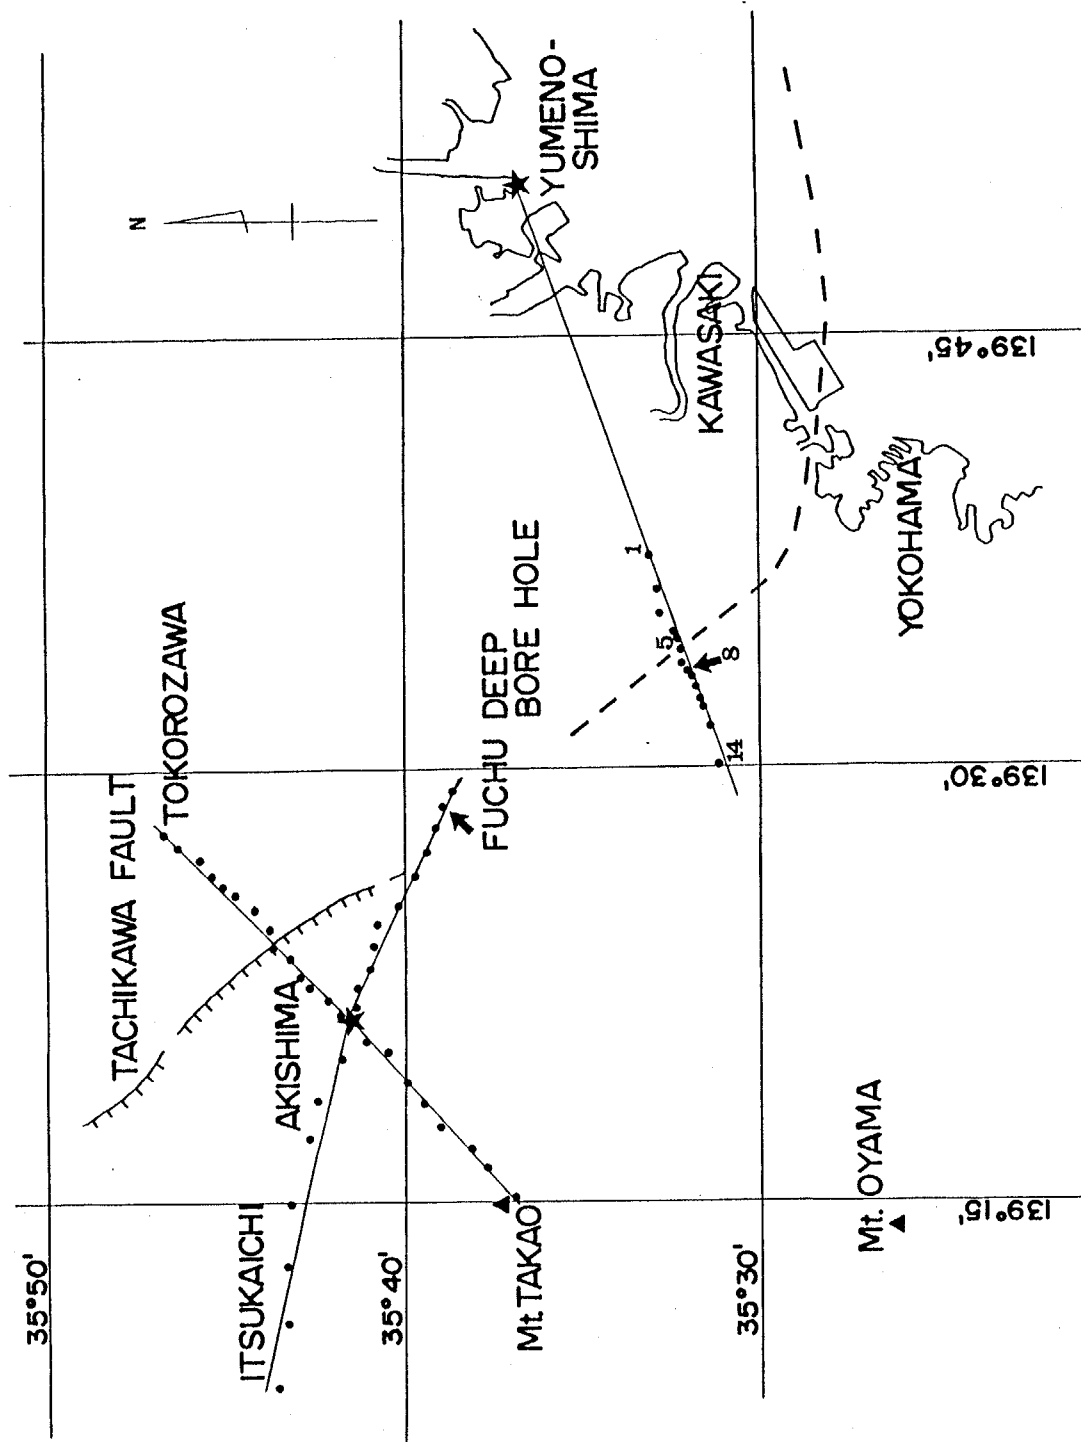 N
35°50'
35°40'
35°30'
139°15'
139°30'
139°45'
TACHIKAWA FAULT
TOKOROZAWA
ITSUKAICHI
AKISHIMA
FUCHU DEEP
BORE HOLE
Mt. TAKAO
Mt. OYAMA
YUMENO-
SHIMA
KAWASAKI
YOKOHAMA
1
5
8
14